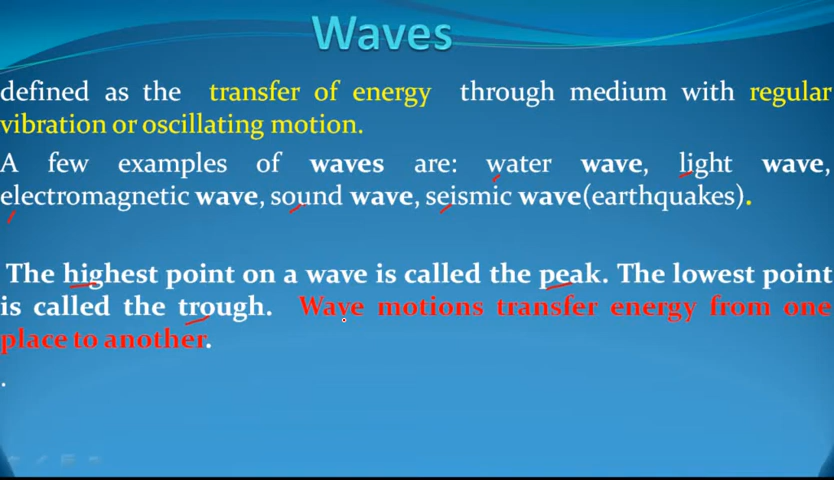 Waves
defined as the transfer of energy through medium with regular
vibration or oscillating motion.
A few examples of waves are: water wave, light wave,
electromagnetic wave, sound wave, seismic wave(earthquakes).
The highest point on a wave is called the peak. The lowest point
is called the trough. Wave motions transfer energy from one
place to another.
.